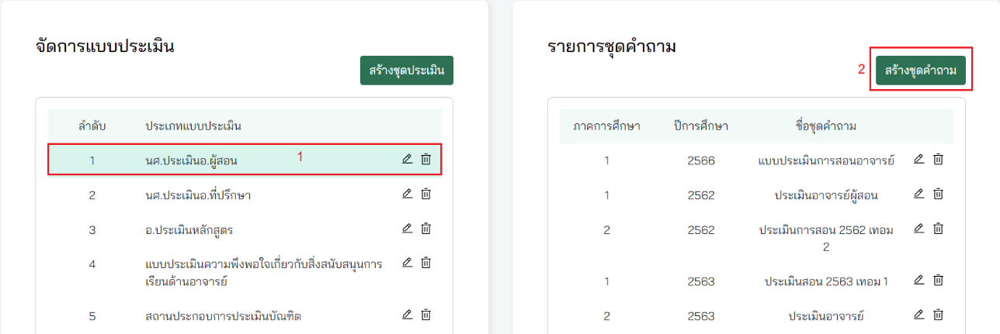 จัดการแบบประเมิน
สร้างชุดประเมิน
ลำดับ ประเภทแบบประเมิน
1 นศ.ประเมินอ.ผู้สอน 1
2 นศ.ประเมินอ.ที่ปรึกษา
3 อ.ประเมินหลักสูตร
4 แบบประเมินความพึงพอใจเกี่ยวกับสิ่งสนับสนุนการ
เรียนด้านอาจารย์
5 สถานประกอบการประเมินบัณฑิต
รายการชุดคำถาม
2 สร้างชุดคำถาม
ภาคการศึกษา ปีการศึกษา ชื่อชุดคำถาม
1 2566 แบบประเมินการสอนอาจารย์
1 2562 ประเมินอาจารย์ผู้สอน
2 2562 ประเมินการสอน 2562 เทอม
2
1 2563 ประเมินสอน 2563 เทอม 1
2 2563 ประเมินอาจารย์